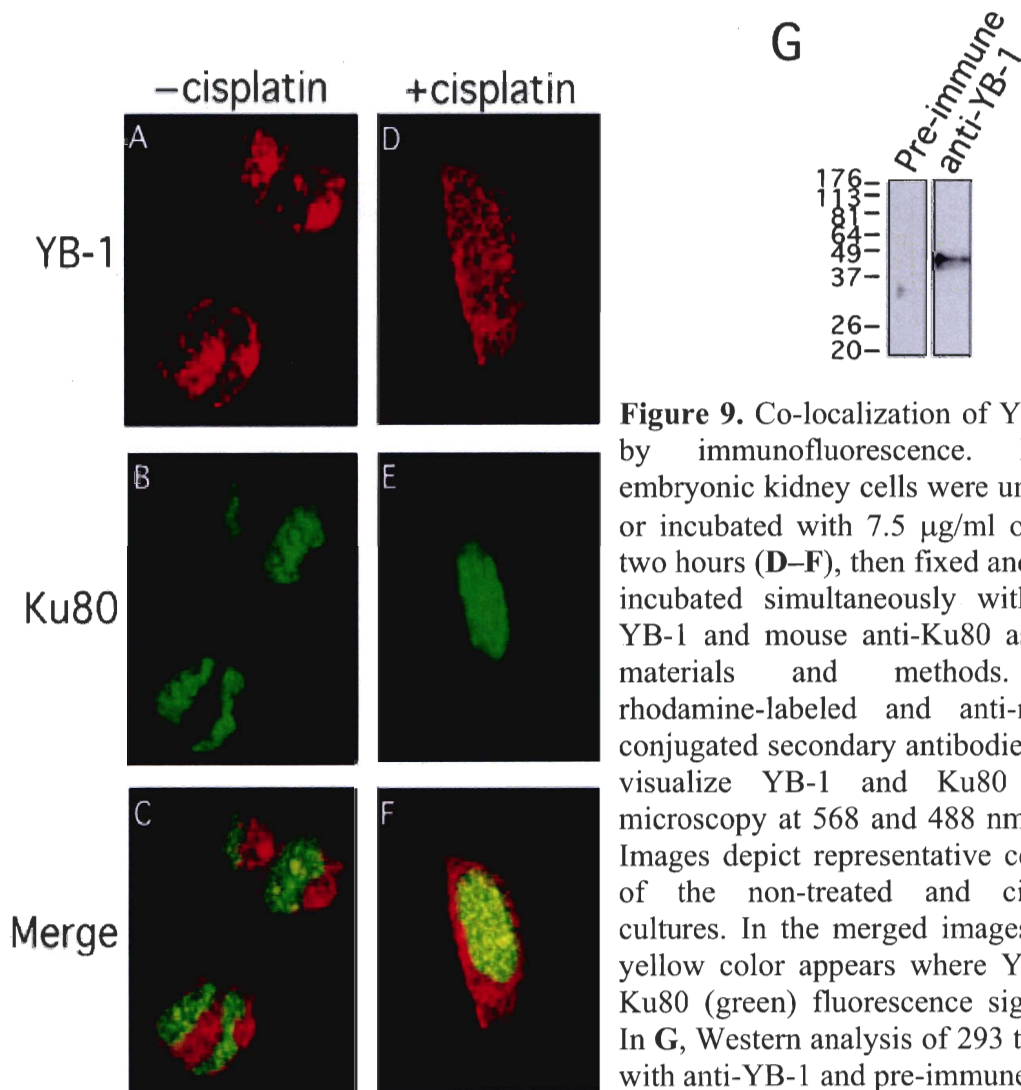 G
Pre-immune
anti-YB-1
−cisplatin
+cisplatin
A
D
YB-1
176−
113−
81−
64−
49−
37−
26−
20−
B
E
Ku80
C
F
Merge
Figure 9. Co-localization of Y
by immunofluorescence.
embryonic kidney cells were un
or incubated with 7.5 µg/ml c
two hours (D–F), then fixed and
incubated simultaneously with
YB-1 and mouse anti-Ku80 a
materials and methods.
rhodamine-labeled and anti-
conjugated secondary antibodie
visualize YB-1 and Ku80
microscopy at 568 and 488 nm
Images depict representative c
of the non-treated and ci
cultures. In the merged images
yellow color appears where Y
Ku80 (green) fluorescence sig
In G, Western analysis of 293 t
with anti-YB-1 and pre-immune